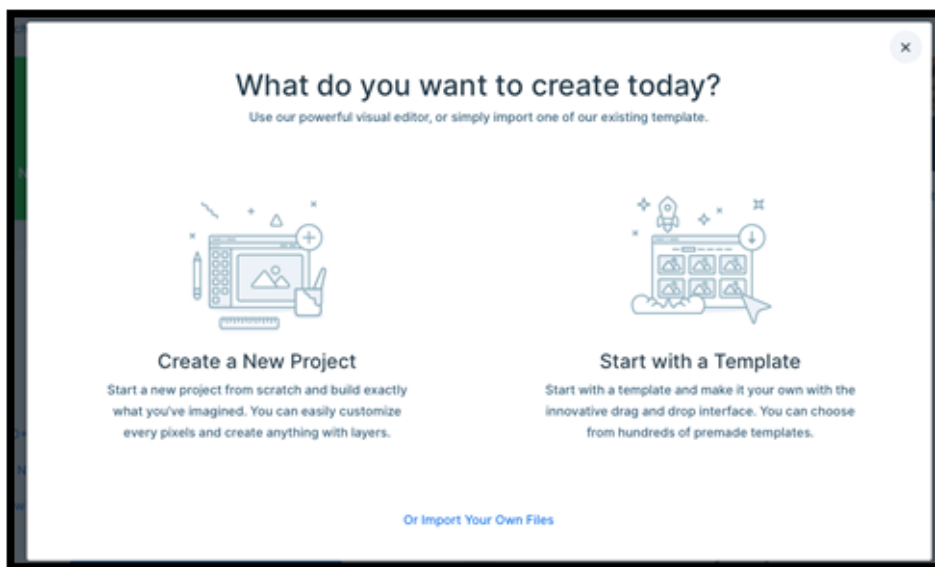 What do you want to create today?
Use our powerful visual editor, or simply import one of our existing template.
Create a New Project
Start a new project from scratch and build exactly
what you've imagined. You can easily customize
every pixels and create anything with layers.
Start with a Template
Start with a template and make it your own with the
innovative drag and drop interface. You can choose
from hundreds of premade templates.
Or Import Your Own Files